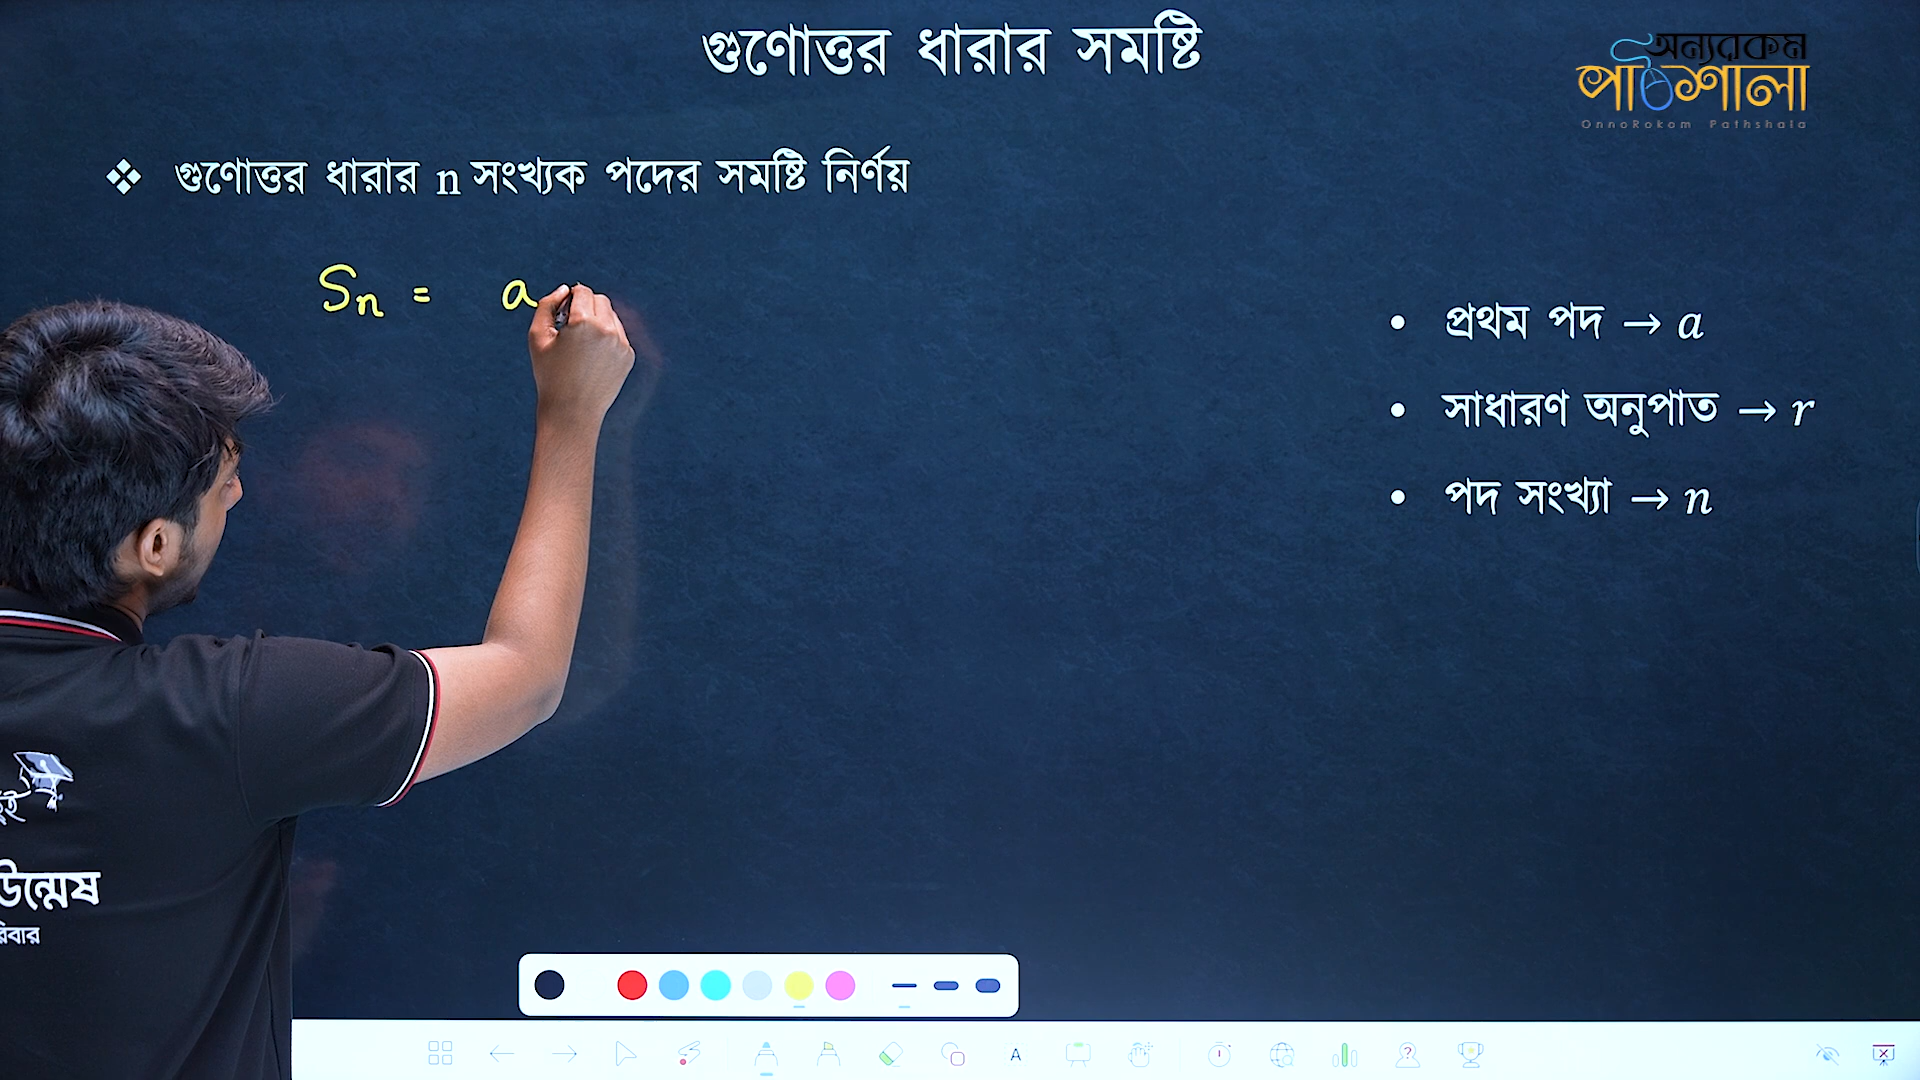 গুণোত্তর ধারার সমষ্টি
অন্যরকম
পাঠশালা
OnnoRokom Pathshala
❖ গুণোত্তর ধারার n সংখ্যক পদের সমষ্টি নির্ণয়
Sn = a
• প্রথম পদ → a
• সাধারণ অনুপাত → r
• পদ সংখ্যা → n
উন্মেষ
A